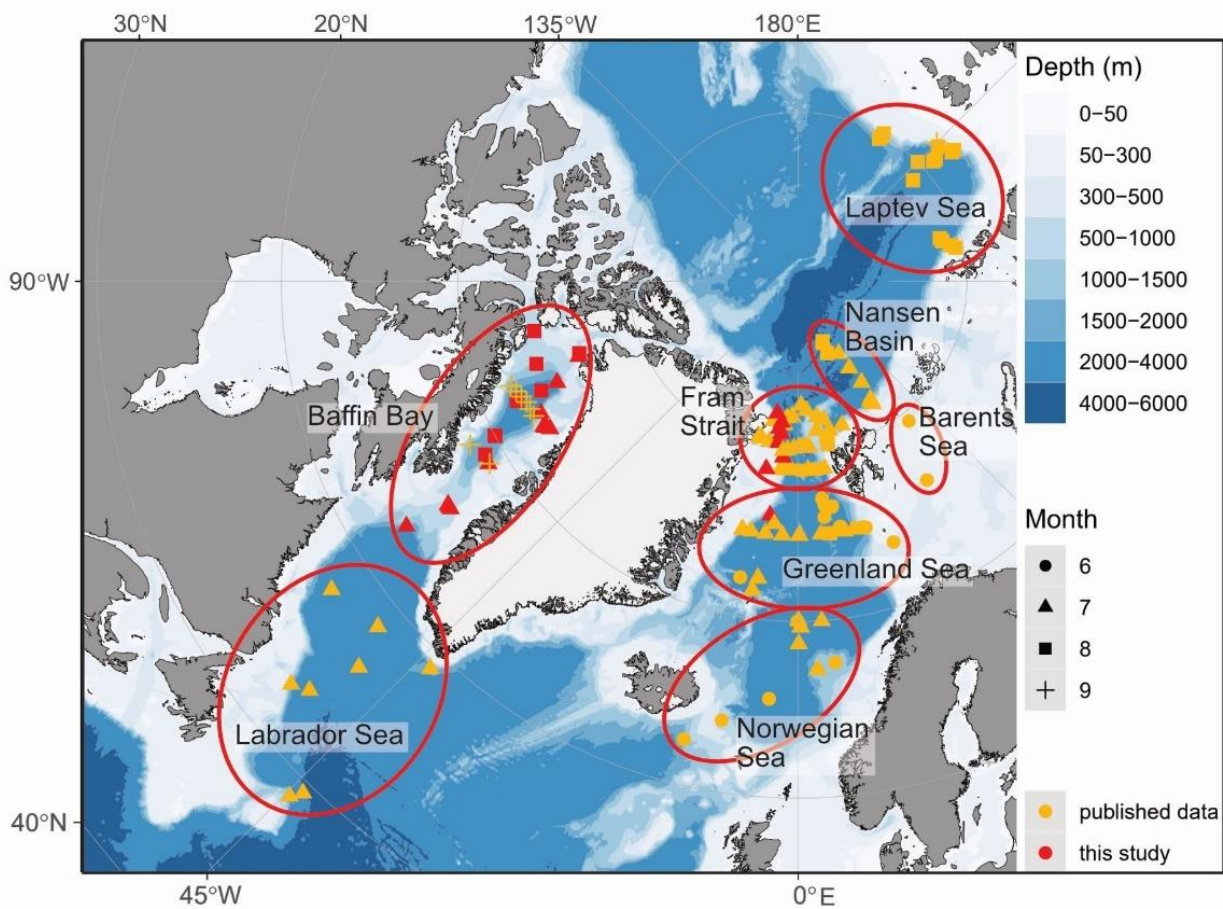 30°N
20°N
135°W
180°E
Depth (m)
0−50
50−300
300−500
500−1000
1000−1500
1500−2000
2000−4000
4000−6000
Laptev Sea
90°W
Nansen
Basin
Fram
Strait
Barents
Sea
Baffin Bay
Month
6
7
8
9
Greenland Sea
Labrador Sea
Norwegian
Sea
published data
this study
40°N
45°W
0°E